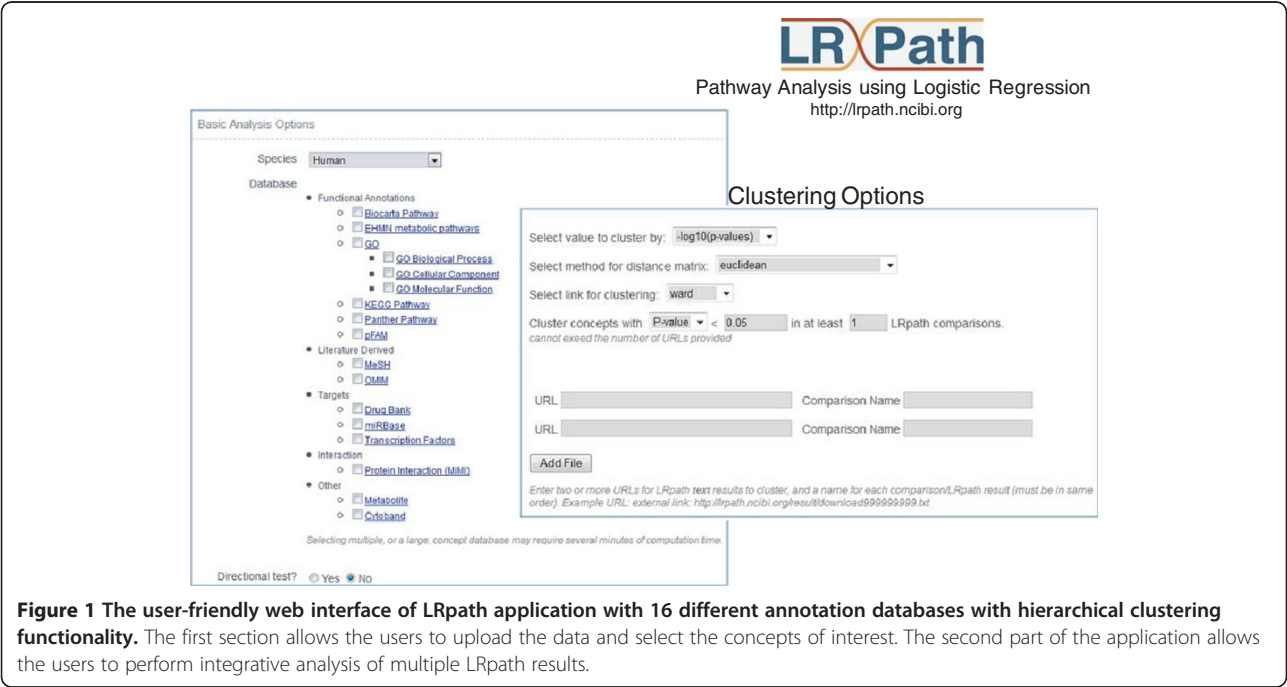 LR Path
Pathway Analysis using Logistic Regression
http://lrpath.ncibi.org
Basic Analysis Options
Species Human
Database
Functional Annotations
Biocarta Pathway
EHMN metabolic pathways
GO
GO Biological Process
GO Cellular Component
GO Molecular Function
KEGG Pathway
Panther Pathway
pFAM
Literature Derived
MeSH
OMIM
Targets
Drug Bank
miRBase
Transcription Factors
Interaction
Protein Interaction (MiMI)
Other
Metabolite
Cytoband
Selecting multiple, or a large, concept database may require several minutes of computation time.
Directional test? Yes No
Clustering Options
Select value to cluster by: -log10(p-values)
Select method for distance matrix: euclidean
Select link for clustering: ward
Cluster concepts with P-value < 0.05 in at least 1 LRpath comparisons.
cannot exeed the number of URLs provided
URL Comparison Name
URL Comparison Name
Add File
Enter two or more URLs for LRpath text results to cluster, and a name for each comparison/LRpath result (must be in same
order). Example URL: external link: http://lrpath.ncibi.org/result/download999999999.txt
Figure 1 The user-friendly web interface of LRpath application with 16 different annotation databases with hierarchical clustering
functionality. The first section allows the users to upload the data and select the concepts of interest. The second part of the application allows
the users to perform integrative analysis of multiple LRpath results.